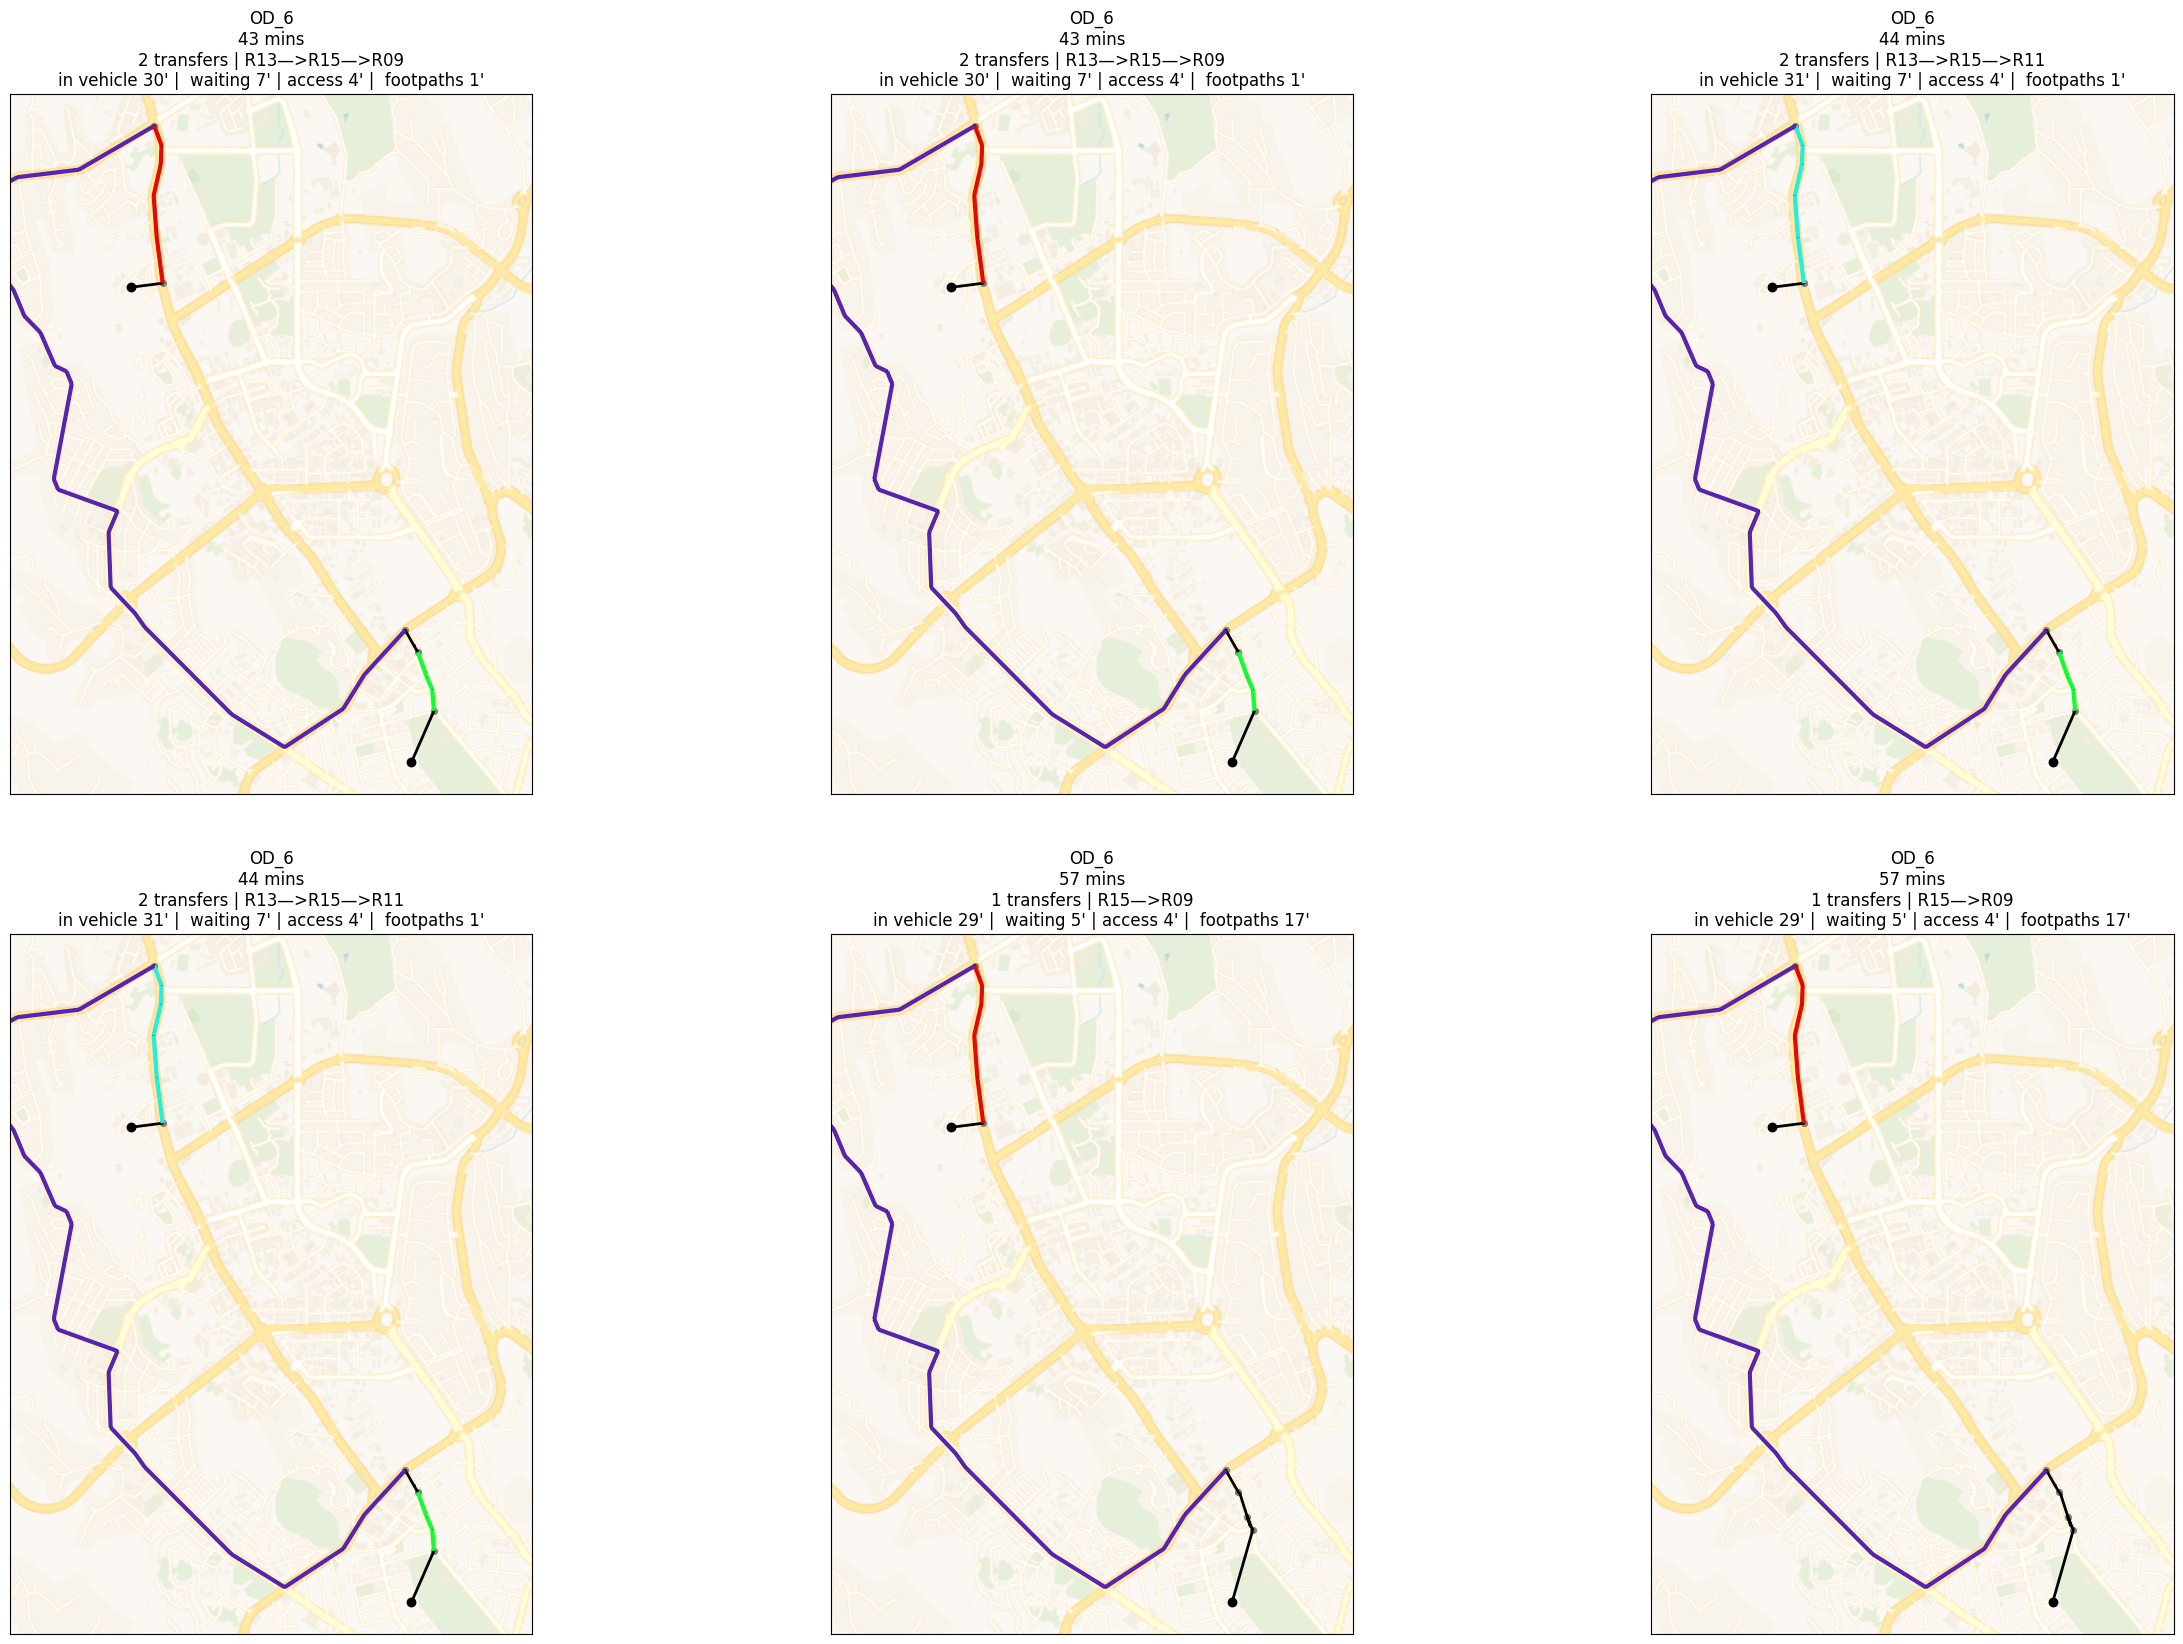 OD_6
43 mins
2 transfers | R13—>R15—>R09
in vehicle 30' |  waiting 7' | access 4' |  footpaths 1'
OD_6
43 mins
2 transfers | R13—>R15—>R09
in vehicle 30' |  waiting 7' | access 4' |  footpaths 1'
OD_6
44 mins
2 transfers | R13—>R15—>R11
in vehicle 31' |  waiting 7' | access 4' |  footpaths 1'
OD_6
44 mins
2 transfers | R13—>R15—>R11
in vehicle 31' |  waiting 7' | access 4' |  footpaths 1'
OD_6
57 mins
1 transfers | R15—>R09
in vehicle 29' |  waiting 5' | access 4' |  footpaths 17'
OD_6
57 mins
1 transfers | R15—>R09
in vehicle 29' |  waiting 5' | access 4' |  footpaths 17'